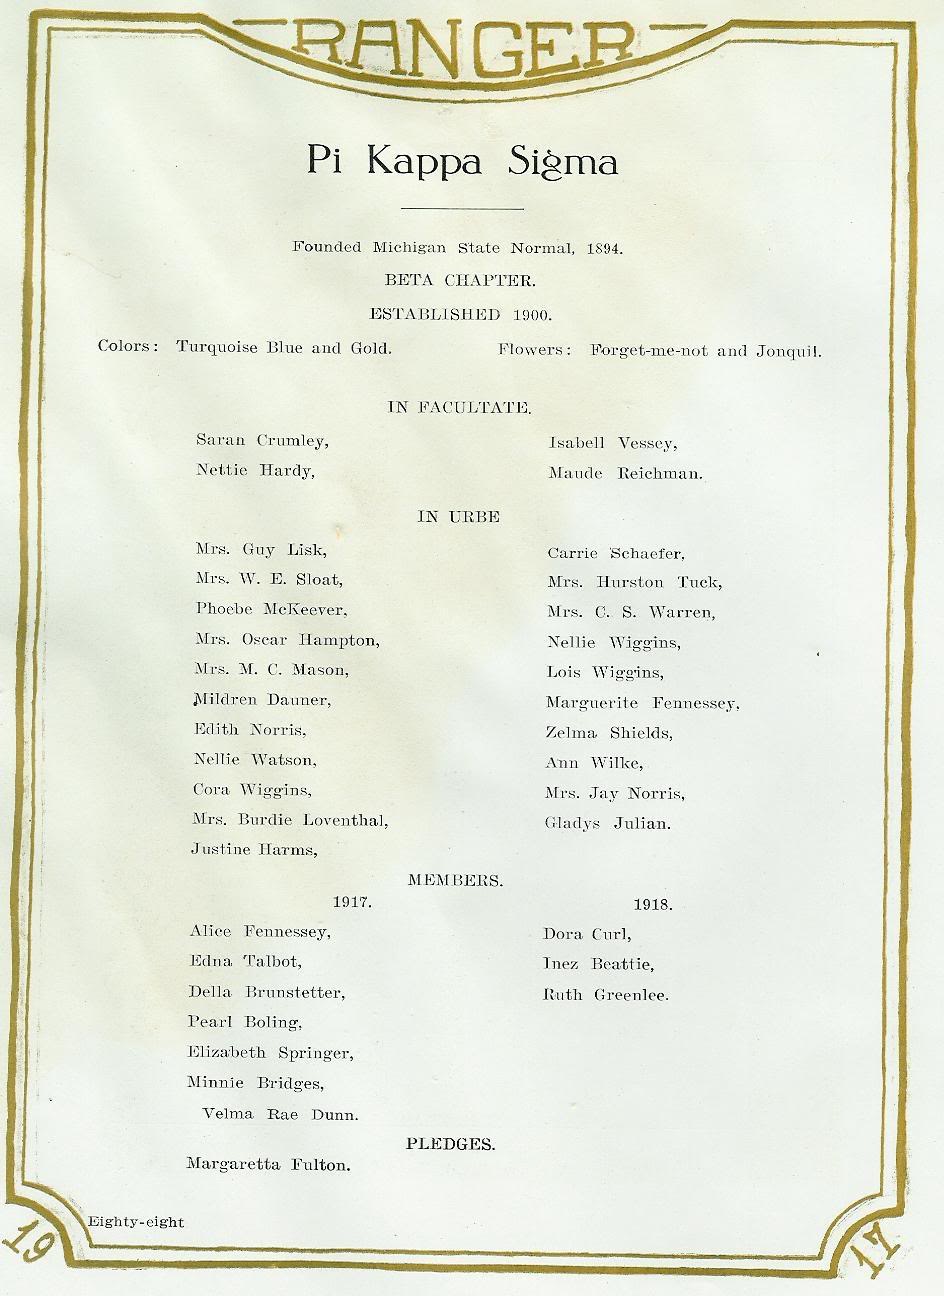 RANGER
Pi Kappa Sigma
Founded Michigan State Normal, 1894.
BETA CHAPTER.
ESTABLISHED 1900.
Colors: Turquoise Blue and Gold. Flowers: Forget-me-not and Jonquil.
IN FACULTATE.
Saran Crumley, Isabell Vessey,
Nettie Hardy, Maude Reichman.
IN URBE
Mrs. Guy Lisk, Carrie Schaefer,
Mrs. W. E. Sloat, Mrs. Hurston Tuck,
Phoebe McKeever, Mrs. C. S. Warren,
Mrs. Oscar Hampton, Nellie Wiggins,
Mrs. M. C. Mason, Lois Wiggins,
Mildren Dauner, Marguerite Fennessey,
Edith Norris, Zelma Shields,
Nellie Watson, Ann Wilke,
Cora Wiggins, Mrs. Jay Norris,
Mrs. Burdie Loventhal, Gladys Julian.
Justine Harms,
MEMBERS.
1917. 1918.
Alice Fennessey, Dora Curl,
Edna Talbot, Inez Beattie,
Della Brunstetter, Ruth Greenlee.
Pearl Boling,
Elizabeth Springer,
Minnie Bridges,
Velma Rae Dunn.
PLEDGES.
Margaretta Fulton.
Eighty-eight
19 17